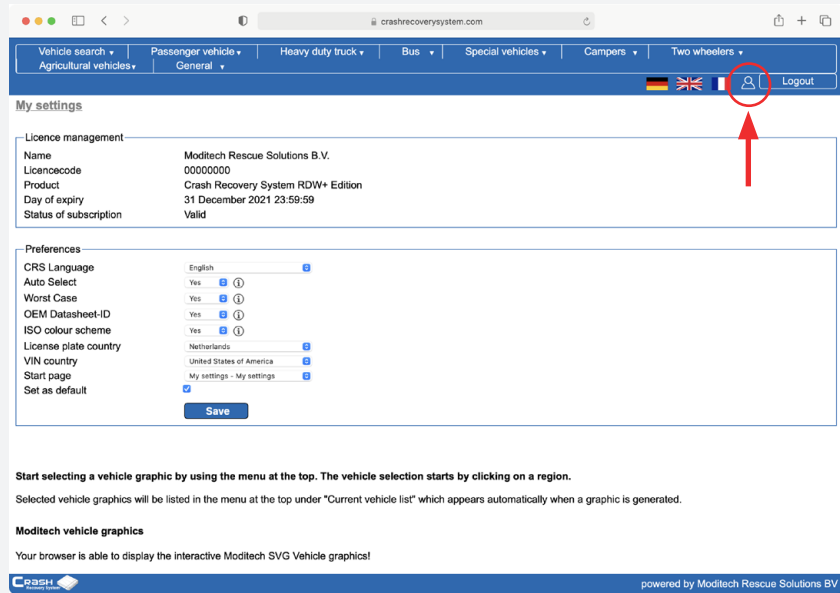 crashrecoverysystem.com
Vehicle search Passenger vehicle Heavy duty truck Bus Special vehicles Campers Two wheelers
Agricultural vehicles General
Logout
My settings
Licence management
Name Moditech Rescue Solutions B.V.
Licencecode 00000000
Product Crash Recovery System RDW+ Edition
Day of expiry 31 December 2021 23:59:59
Status of subscription Valid
Preferences
CRS Language English
Auto Select Yes
Worst Case Yes
OEM Datasheet-ID Yes
ISO colour scheme Yes
License plate country Netherlands
VIN country United States of America
Start page My settings - My settings
Set as default
Save
Start selecting a vehicle graphic by using the menu at the top. The vehicle selection starts by clicking on a region.
Selected vehicle graphics will be listed in the menu at the top under "Current vehicle list" which appears automatically when a graphic is generated.
Moditech vehicle graphics
Your browser is able to display the interactive Moditech SVG Vehicle graphics!
CRASH
Recovery System
powered by Moditech Rescue Solutions BV